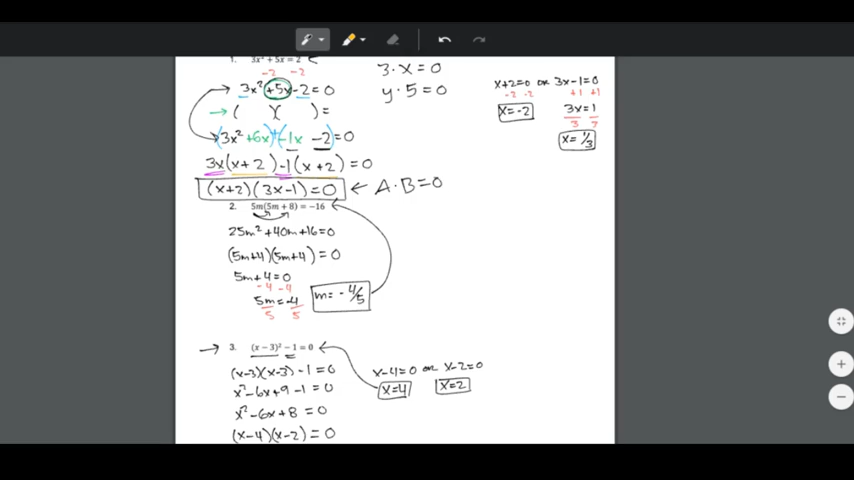 1. 3x² + 5x = 2
-2 -2
3x² +5x -2 = 0
( )( ) =
(3x² +6x) + (-1x -2) = 0
3x(x+2) -1(x+2) = 0
(x+2)(3x-1) = 0 ← A·B=0
3·x=0
y·5=0
x+2=0 or 3x-1=0
-2 -2 +1 +1
x=-2
3x=1
3
x=1/3
2. 5m(5m + 8) = −16
25m² +40m +16 = 0
(5m+4)(5m+4) = 0
5m+4=0
-4 -4
5m=-4
5 5
m=-4/5
3. (x − 3)² − 1 = 0
(x-3)(x-3) -1 = 0
x²-6x+9-1=0
x²-6x+8=0
(x-4)(x-2)=0
x-4=0 or x-2=0
x=4 x=2